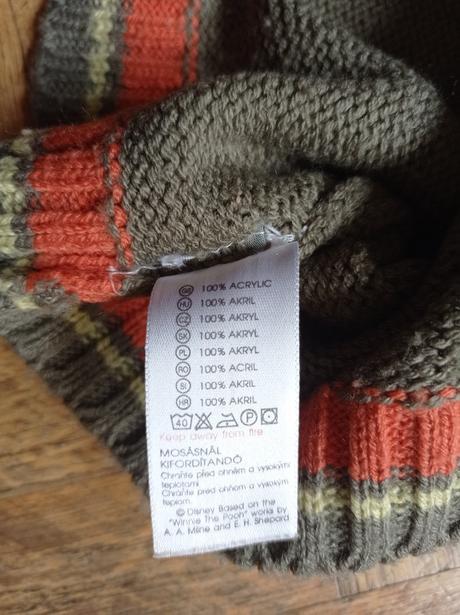 GB 100% ACRYLIC
HU 100% AKRIL
CZ 100% AKRYL
SK 100% AKRYL
PL 100% AKRYL
RO 100% ACRIL
SI 100% AKRIL
HR 100% AKRIL
40 P
Keep away from fire
MOSÁSNÁL
KIFORDÍTANDÓ
Chraňte před ohněm a vysokými
teplotami
Chraňte pred ohňom a vysokým
teplom.
© Disney Based on the
"Winnie The Pooh" works by
A. A. Milne and E. H. Shepard